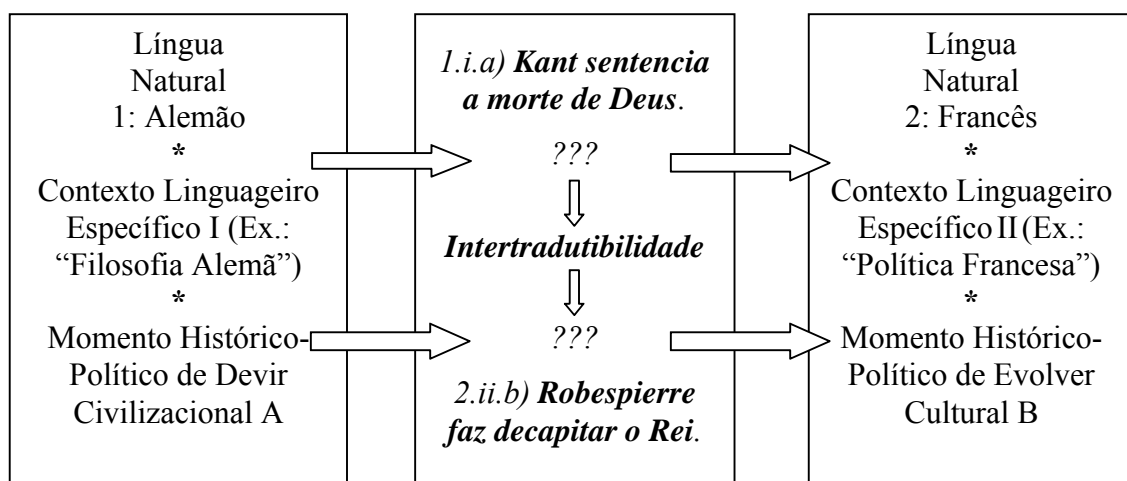 Língua
Natural
1: Alemão
*
Contexto Linguageiro
Específico I (Ex.:
“Filosofia Alemã”)
*
Momento Histórico-
Político de Devir
Civilizacional A
1.i.a) Kant sentencia
a morte de Deus.
???
Intertradutibilidade
???
2.ii.b) Robespierre
faz decapitar o Rei.
Língua
Natural
2: Francês
*
Contexto Linguageiro
Específico II (Ex.:
“Política Francesa”)
*
Momento Histórico-
Político de Evolver
Cultural B